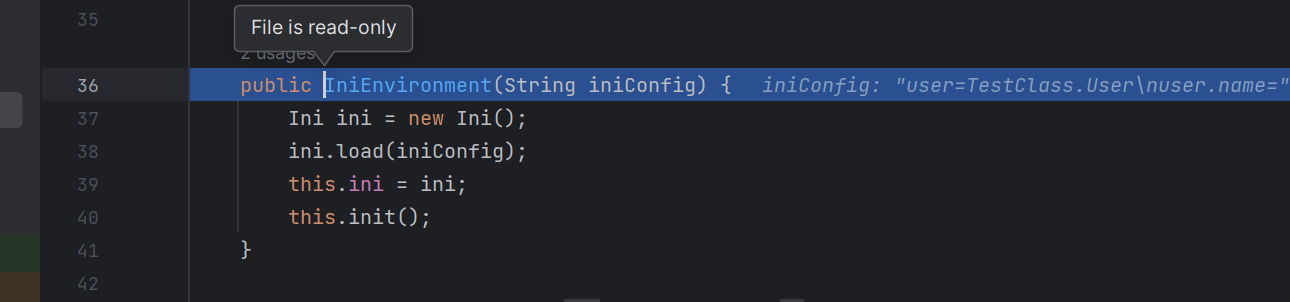 35
File is read-only
2 usages
36 public IniEnvironment(String iniConfig) { iniConfig: "user=TestClass.User\nuser.name="
37 Ini ini = new Ini();
38 ini.load(iniConfig);
39 this.ini = ini;
40 this.init();
41 }
42